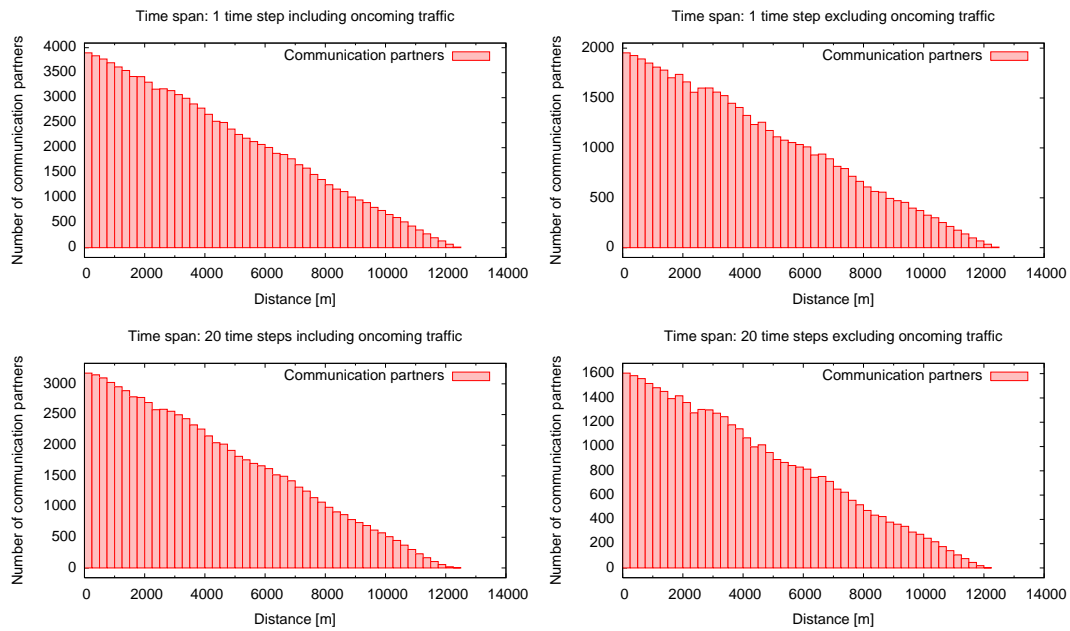 Time span: 1 time step including oncoming traffic
Number of communication partners
4000
3500
3000
2500
2000
1500
1000
500
0
Communication partners
0 2000 4000 6000 8000 10000 12000 14000
Distance [m]
Time span: 1 time step excluding oncoming traffic
Number of communication partners
2000
1500
1000
500
0
Communication partners
0 2000 4000 6000 8000 10000 12000 14000
Distance [m]
Time span: 20 time steps including oncoming traffic
Number of communication partners
3000
2500
2000
1500
1000
500
0
Communication partners
0 2000 4000 6000 8000 10000 12000 14000
Distance [m]
Time span: 20 time steps excluding oncoming traffic
Number of communication partners
1600
1400
1200
1000
800
600
400
200
0
Communication partners
0 2000 4000 6000 8000 10000 12000 14000
Distance [m]